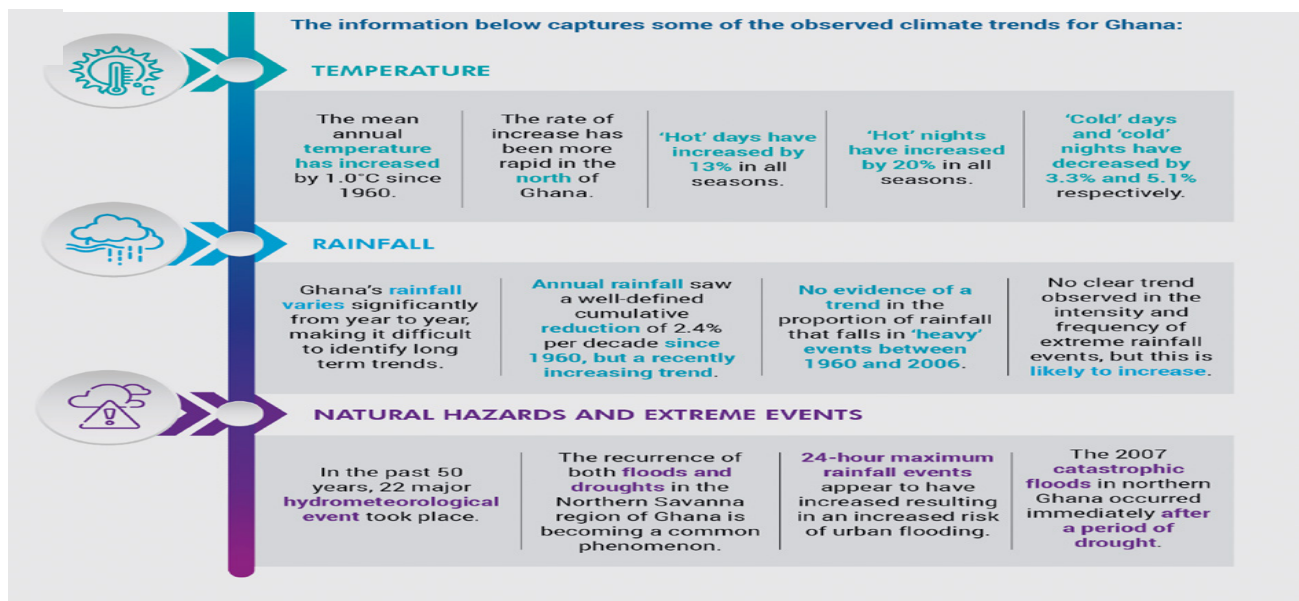 The information below captures some of the observed climate trends for Ghana:
°C
TEMPERATURE
The mean
annual
temperature
has increased
by 1.0°C since
1960.
The rate of
increase has
been more
rapid in the
north of
Ghana.
‘Hot’ days have
increased by
13% in all
seasons.
‘Hot’ nights
have increased
by 20% in all
seasons.
‘Cold’ days
and ‘cold’
nights have
decreased by
3.3% and 5.1%
respectively.
RAINFALL
Ghana’s rainfall
varies significantly
from year to year,
making it difficult
to identify long
term trends.
Annual rainfall saw
a well-defined
cumulative
reduction of 2.4%
per decade since
1960, but a recently
increasing trend.
No evidence of a
trend in the
proportion of rainfall
that falls in ‘heavy’
events between
1960 and 2006.
No clear trend
observed in the
intensity and
frequency of
extreme rainfall
events, but this is
likely to increase.
NATURAL HAZARDS AND EXTREME EVENTS
In the past 50
years, 22 major
hydrometeorological
event took place.
The recurrence of
both floods and
droughts in the
Northern Savanna
region of Ghana is
becoming a common
phenomenon.
24-hour maximum
rainfall events
appear to have
increased resulting
in an increased risk
of urban flooding.
The 2007
catastrophic
floods in northern
Ghana occurred
immediately after
a period of
drought.